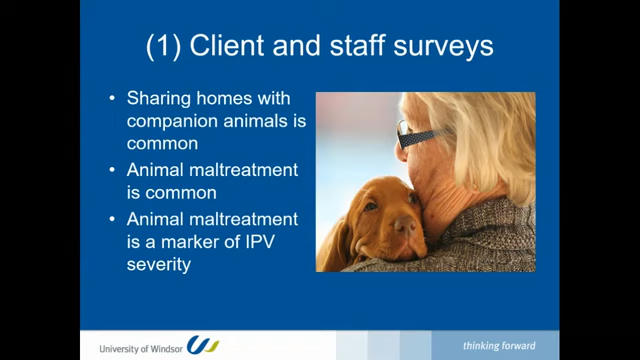 (1) Client and staff surveys
• Sharing homes with
companion animals is
common
• Animal maltreatment
is common
• Animal maltreatment
is a marker of IPV
severity
University of Windsor
thinking forward